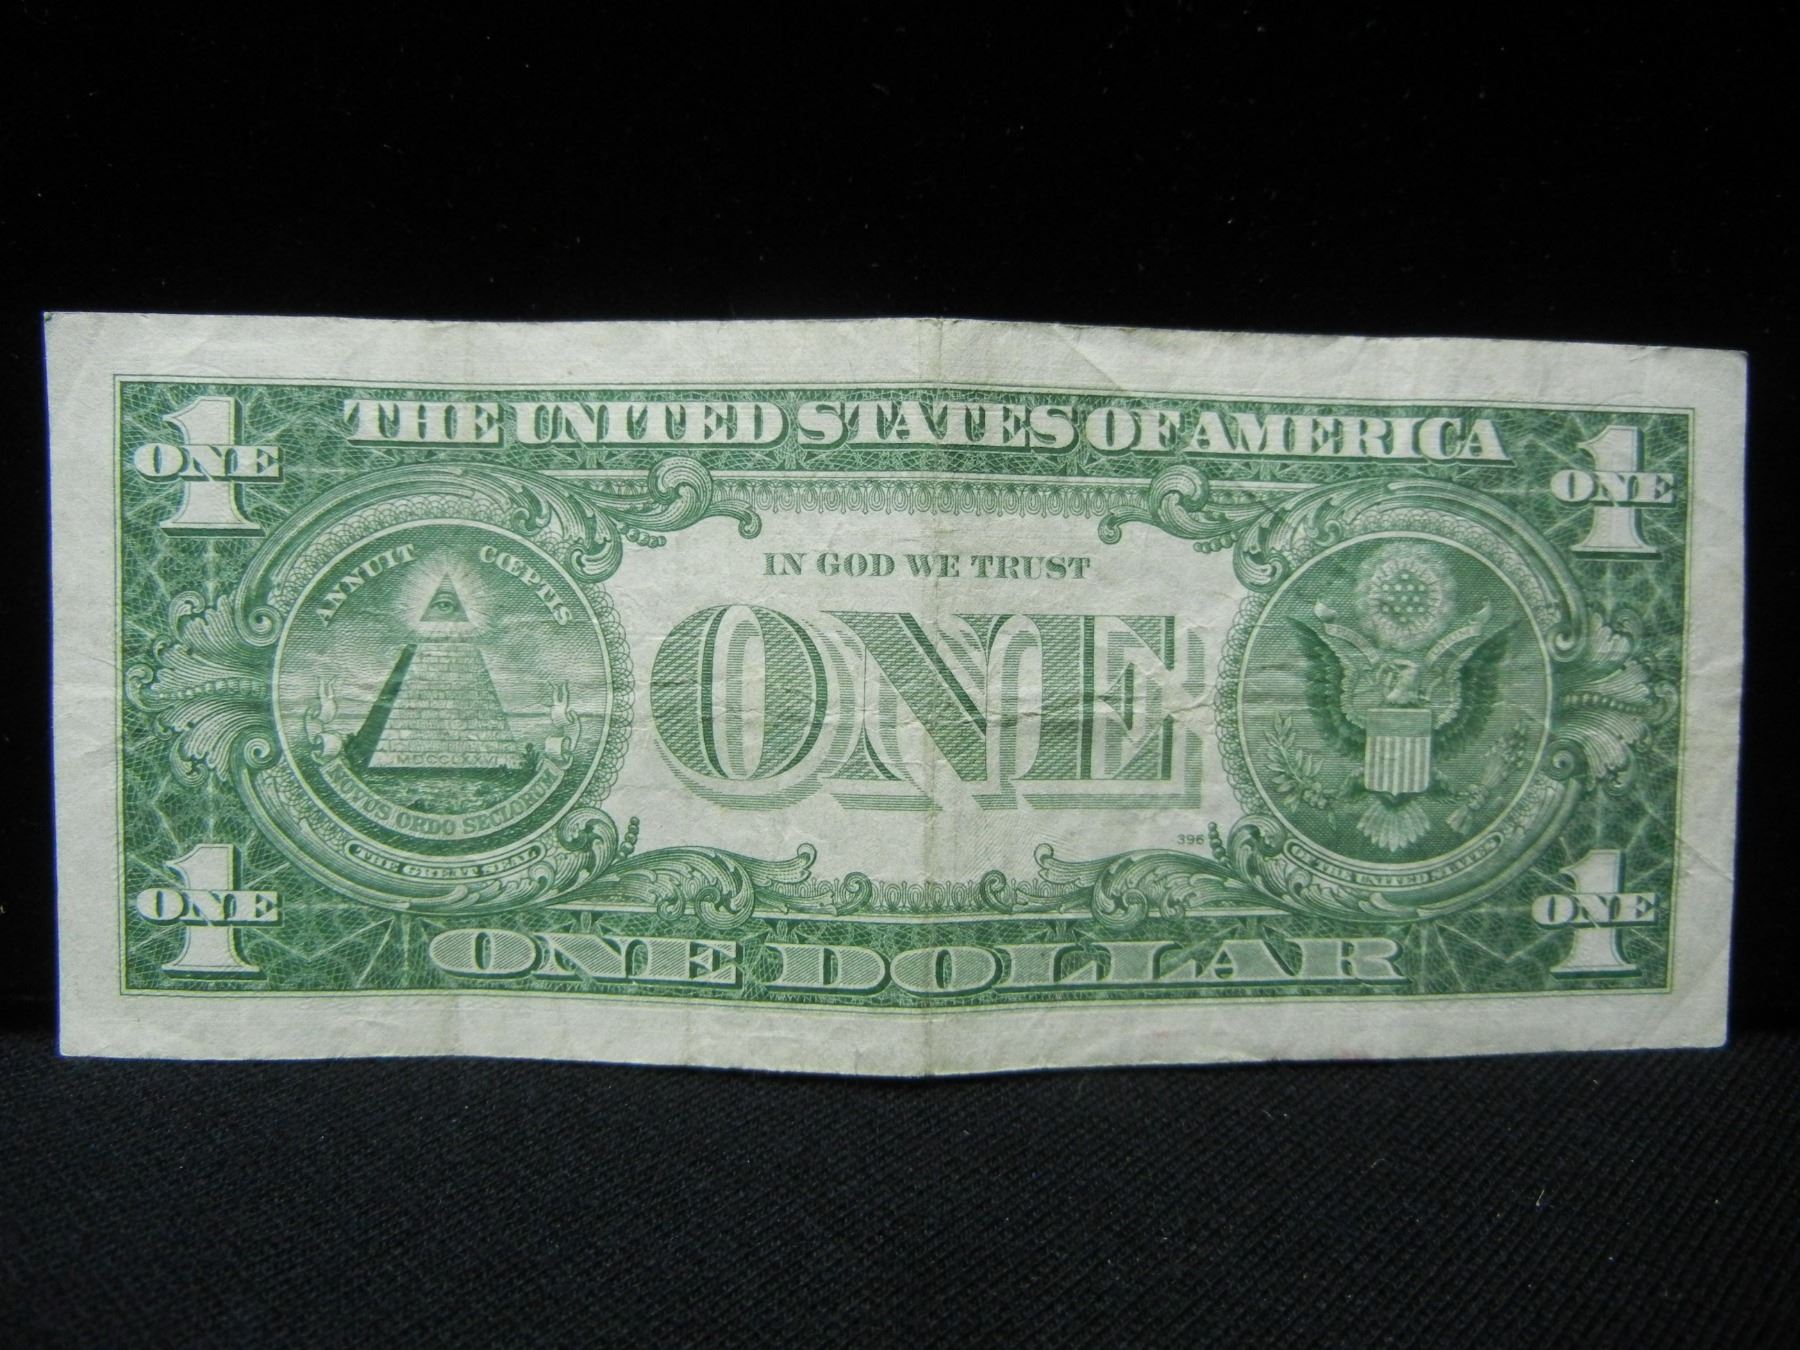 THE UNITED STATES OF AMERICA
1
ONE
1
ONE
ANNUIT CŒPTIS
IN GOD WE TRUST
ONE
MDCCLXXVI
NOVUS ORDO SECLORUM
THE GREAT SEAL
396
OF THE UNITED STATES
1
ONE
ONE DOLLAR
1
ONE